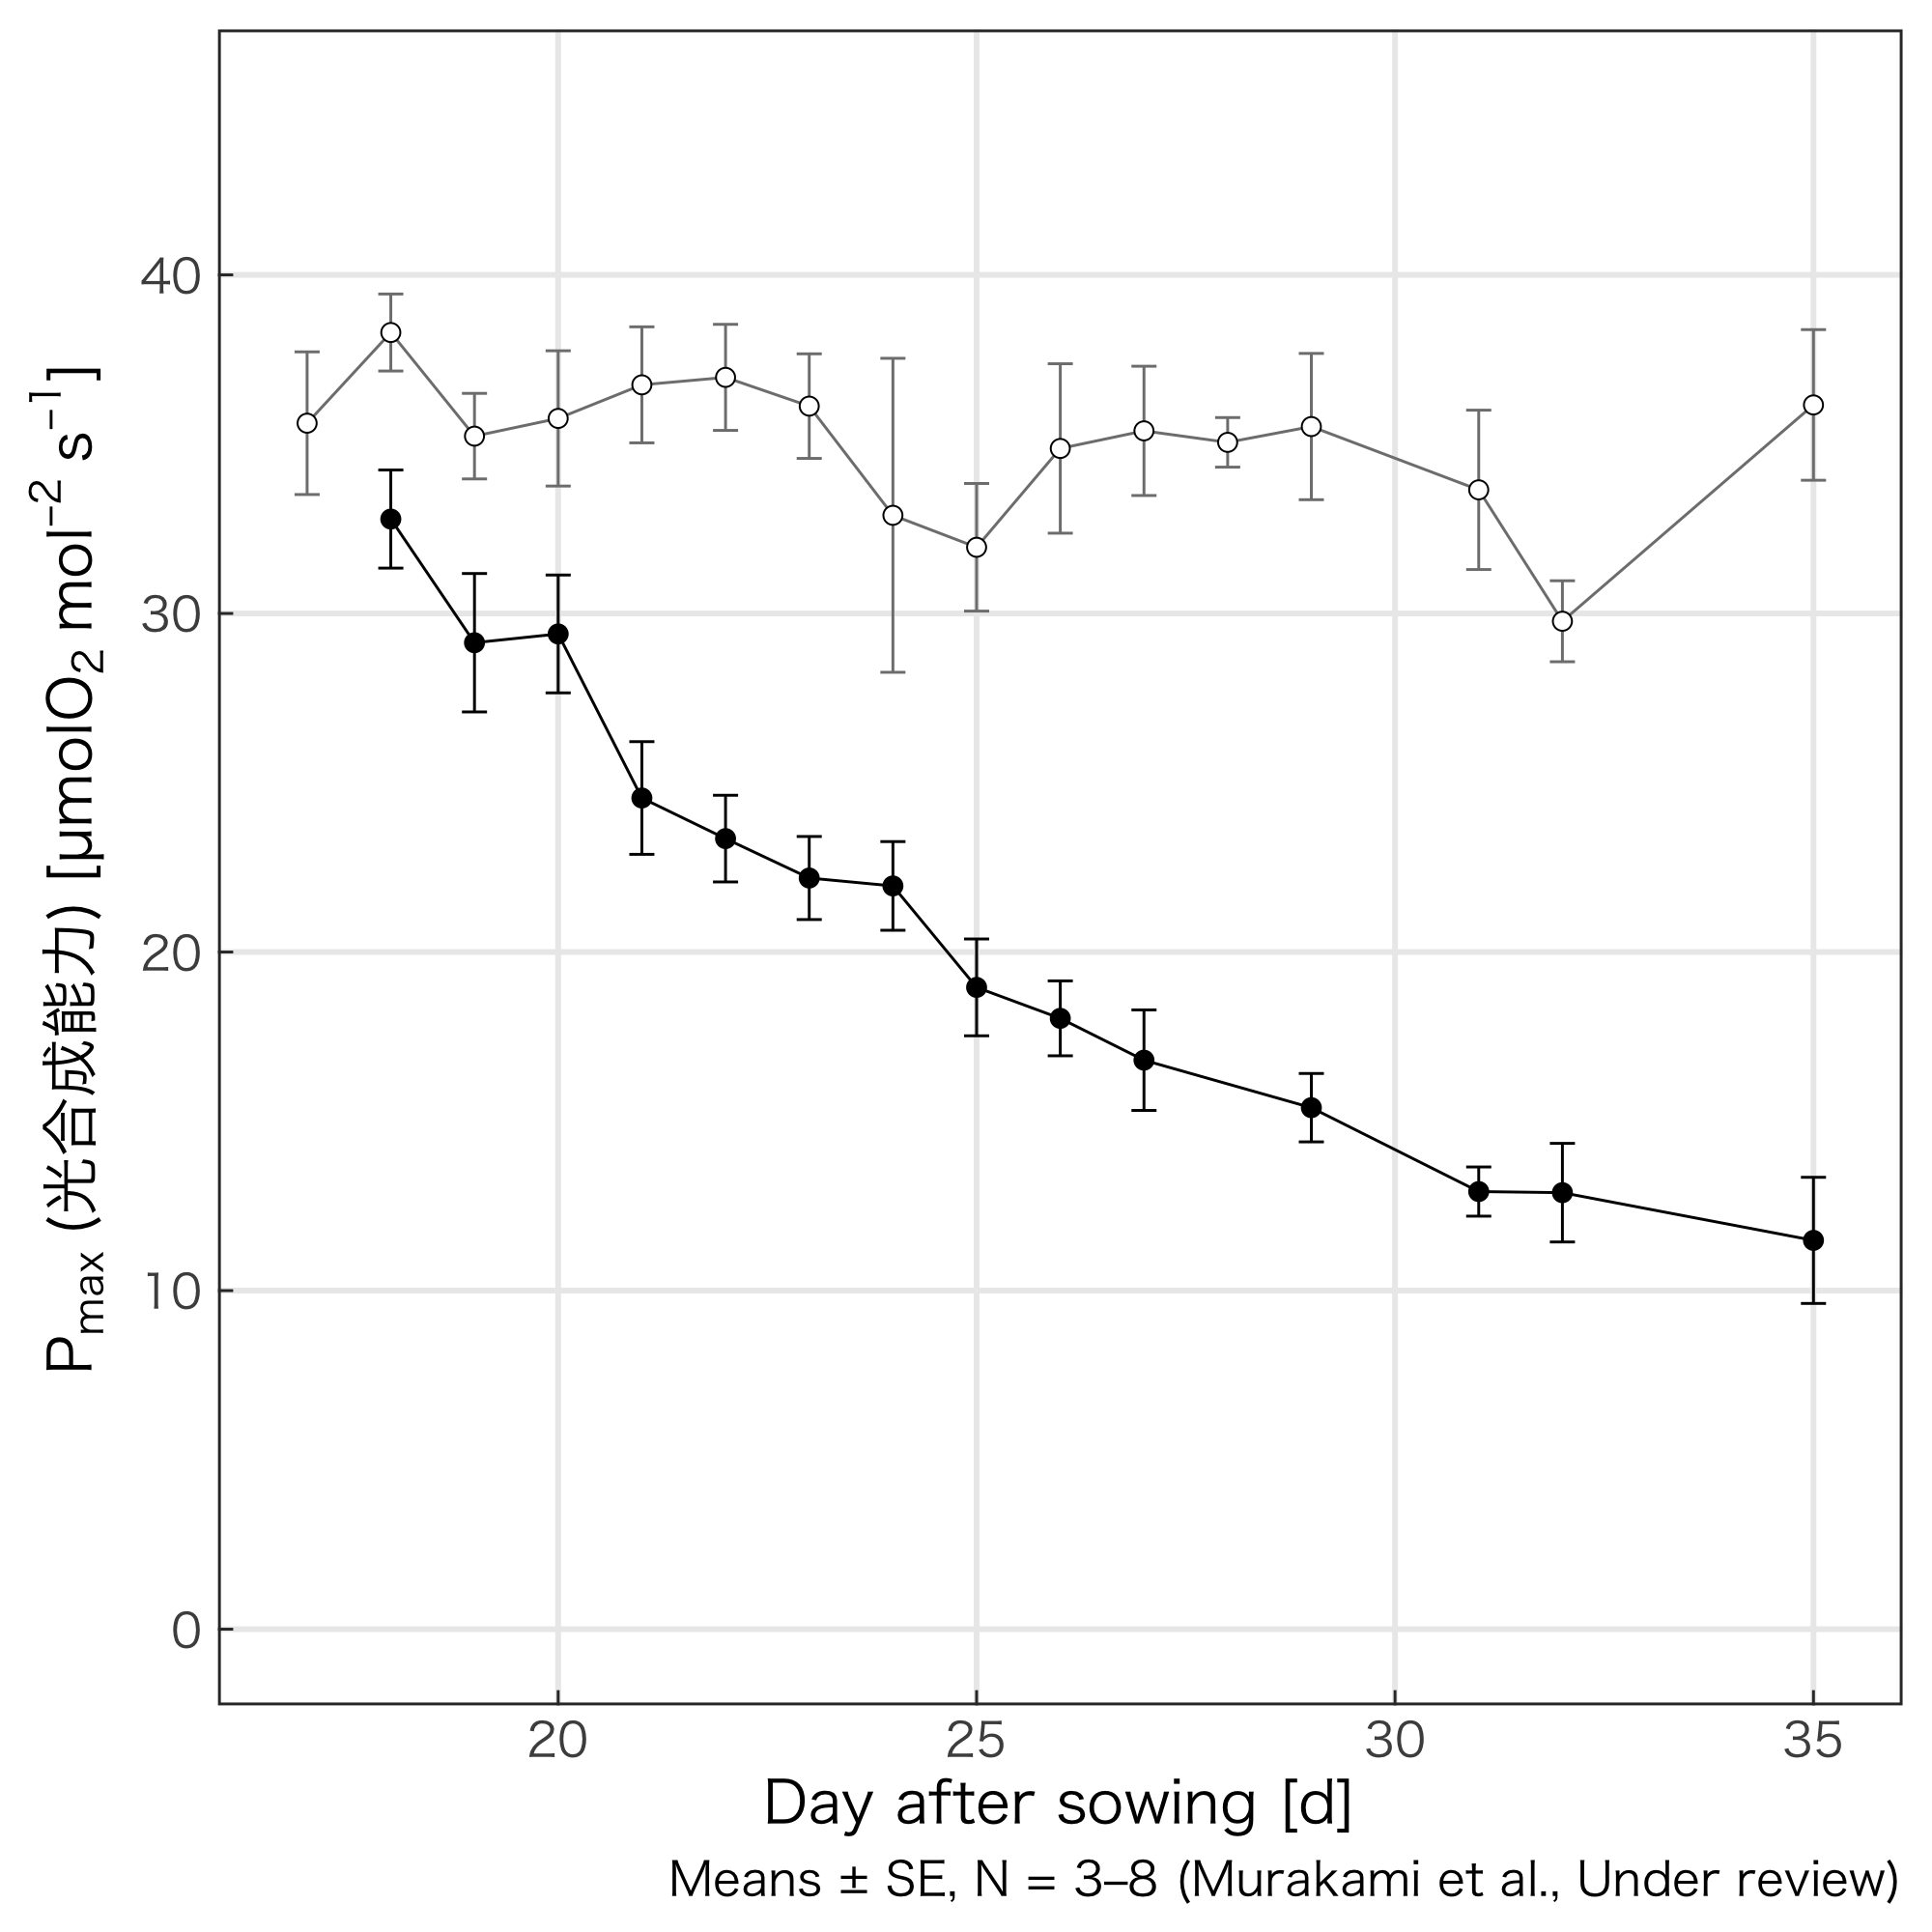 P_max (光合成能力) [µmolO₂ mol⁻² s⁻¹]
40
30
20
10
0
20 25 30 35
Day after sowing [d]
Means ± SE, N = 3–8 (Murakami et al., Under review)